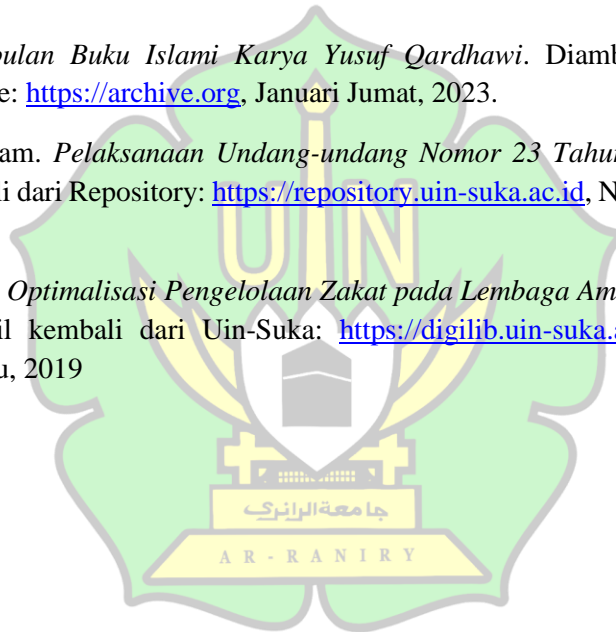 pulan Buku Islami Karya Yusuf Qardhawi. Diamb
e: https://archive.org, Januari Jumat, 2023.
am. Pelaksanaan Undang-undang Nomor 23 Tahun
i dari Repository: https://repository.uin-suka.ac.id, N
UIN
Optimalisasi Pengelolaan Zakat pada Lembaga Am
il kembali dari Uin-Suka: https://digilib.uin-suka.a
u, 2019
جامعة الرانري
AR-RANIRY